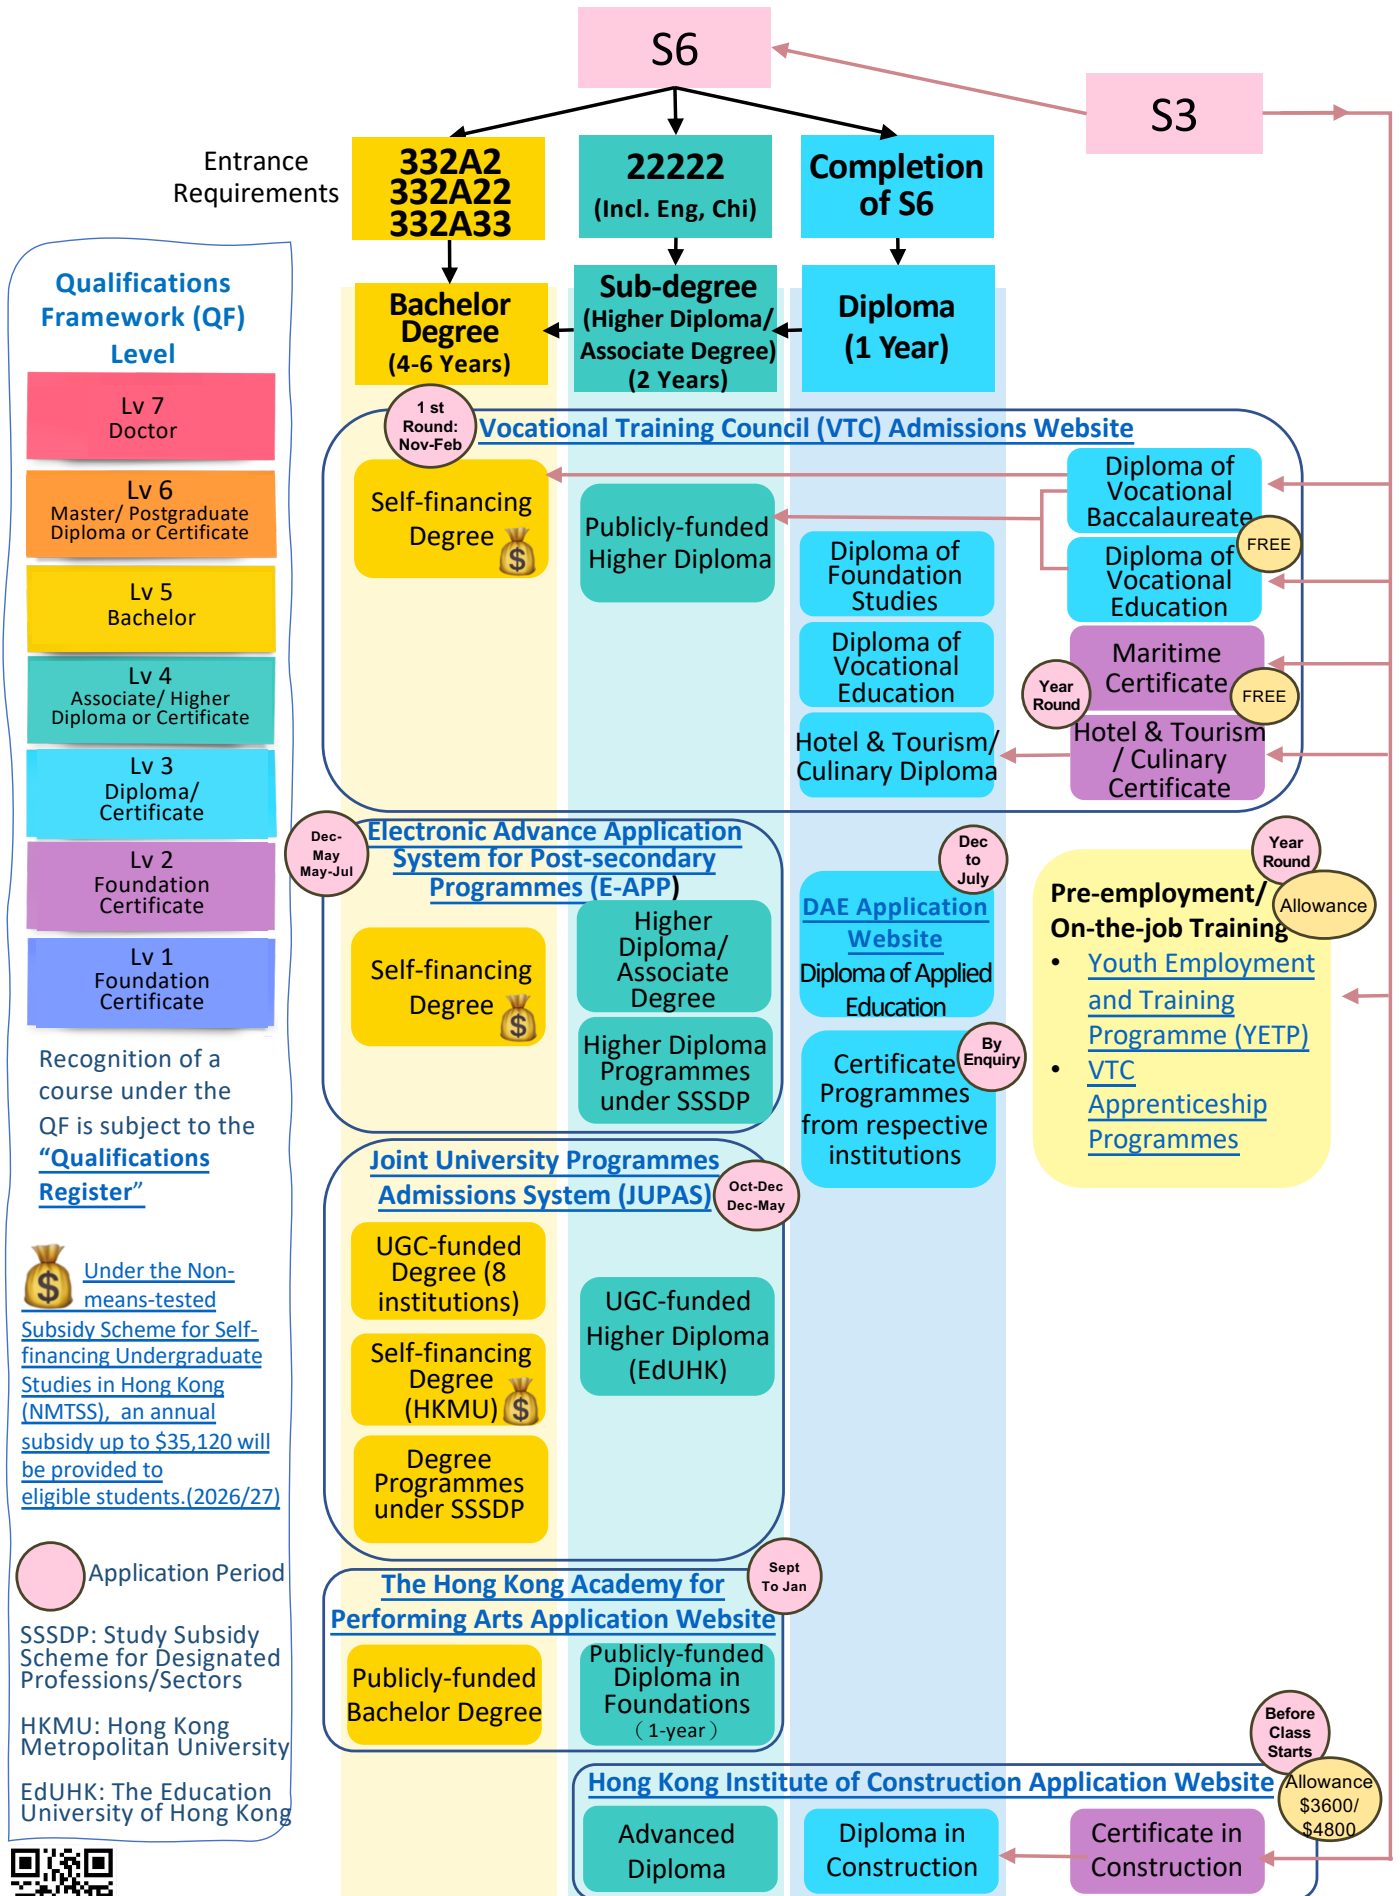 S6
S3
Entrance
Requirements
332A2
332A22
332A33
22222
(Incl. Eng, Chi)
Completion
of S6
Bachelor
Degree
(4-6 Years)
Sub-degree
(Higher Diploma/
Associate Degree)
(2 Years)
Diploma
(1 Year)
Qualifications
Framework (QF)
Level
Lv 7
Doctor
Lv 6
Master/ Postgraduate
Diploma or Certificate
Lv 5
Bachelor
Lv 4
Associate/ Higher
Diploma or Certificate
Lv 3
Diploma/
Certificate
Lv 2
Foundation
Certificate
Lv 1
Foundation
Certificate
Recognition of a
course under the
QF is subject to the
“Qualifications
Register”
Under the Non-
means-tested
Subsidy Scheme for Self-
financing Undergraduate
Studies in Hong Kong
(NMTSS), an annual
subsidy up to $35,120 will
be provided to
eligible students.(2026/27)
Application Period
SSSDP: Study Subsidy
Scheme for Designated
Professions/Sectors
HKMU: Hong Kong
Metropolitan University
EdUHK: The Education
University of Hong Kong
1 st
Round:
Nov-Feb
Vocational Training Council (VTC) Admissions Website
Self-financing
Degree
Publicly-funded
Higher Diploma
Diploma of
Foundation
Studies
Diploma of
Vocational
Education
Hotel & Tourism/
Culinary Diploma
Diploma of
Vocational
Baccalaureate
FREE
Diploma of
Vocational
Education
Maritime
Certificate
Year
Round
FREE
Hotel & Tourism
/ Culinary
Certificate
Dec-
May
May-Jul
Electronic Advance Application
System for Post-secondary
Programmes (E-APP)
Self-financing
Degree
Higher
Diploma/
Associate
Degree
Higher Diploma
Programmes
under SSSDP
Dec
to
July
DAE Application
Website
Diploma of Applied
Education
By
Enquiry
Certificate
Programmes
from respective
institutions
Year
Round
Allowance
Pre-employment/
On-the-job Training
• Youth Employment
and Training
Programme (YETP)
• VTC
Apprenticeship
Programmes
Joint University Programmes
Admissions System (JUPAS)
Oct-Dec
Dec-May
UGC-funded
Degree (8
institutions)
Self-financing
Degree
(HKMU)
Degree
Programmes
under SSSDP
UGC-funded
Higher Diploma
(EdUHK)
Sept
To Jan
The Hong Kong Academy for
Performing Arts Application Website
Publicly-funded
Bachelor Degree
Publicly-funded
Diploma in
Foundations
（1-year）
Before
Class
Starts
Hong Kong Institute of Construction Application Website
Allowance
$3600/
$4800
Advanced
Diploma
Diploma in
Construction
Certificate in
Construction